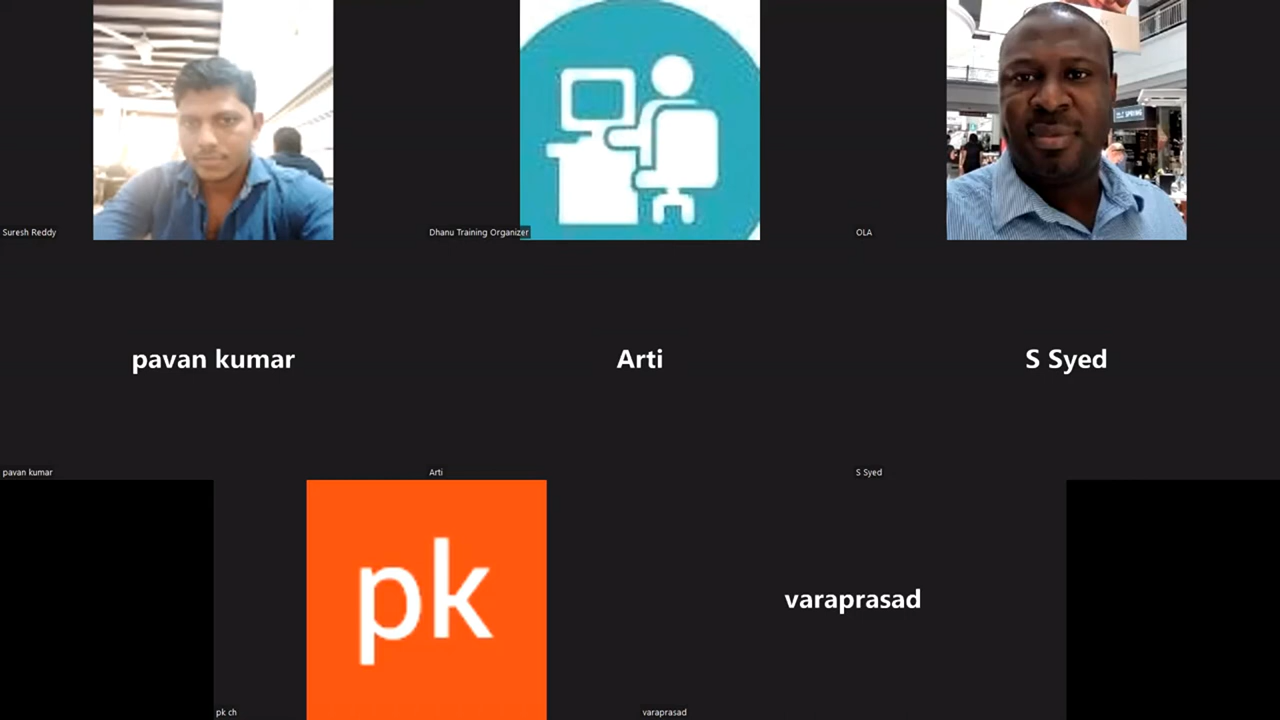 Suresh Reddy
Dhanu Training Organizer
OLA
pavan kumar
Arti
S Syed
pavan kumar
Arti
S Syed
pk
varaprasad
pk ch
varaprasad